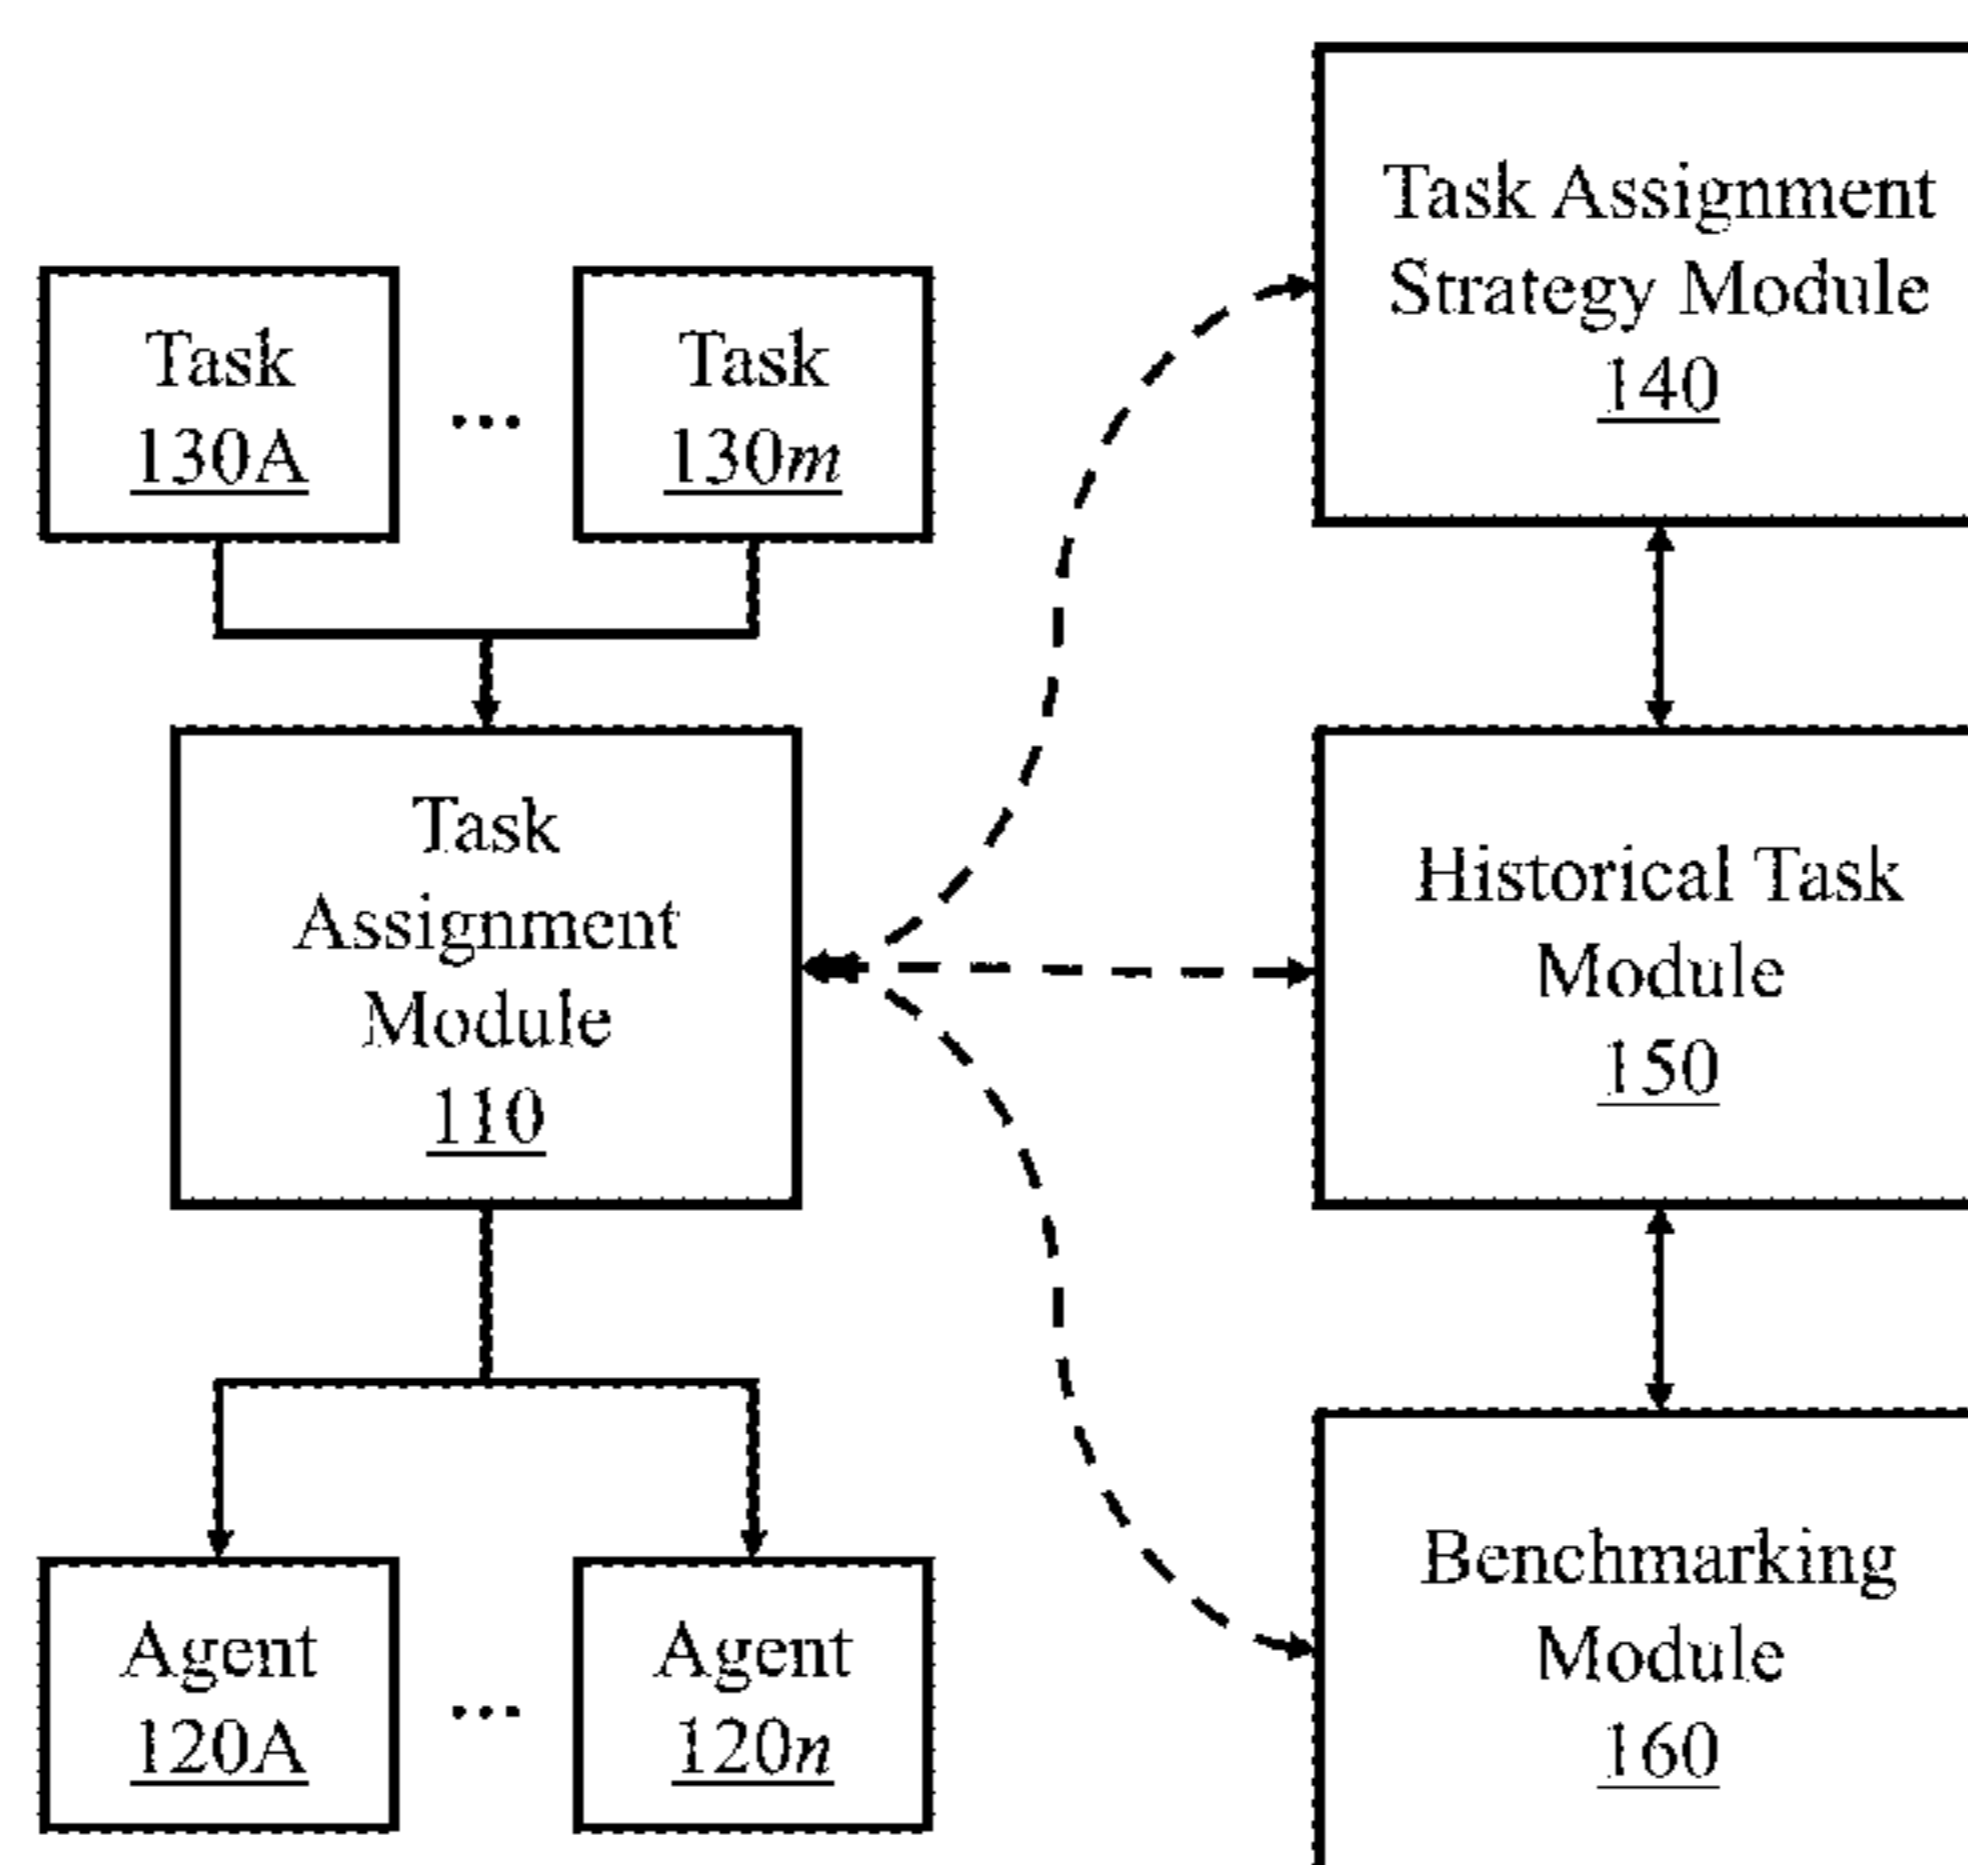 Task Assignment
Strategy Module
140
Task
130A
...
Task
130m
Task
Assignment
Module
110
Historical Task
Module
150
Benchmarking
Module
160
Agent
120A
...
Agent
120n